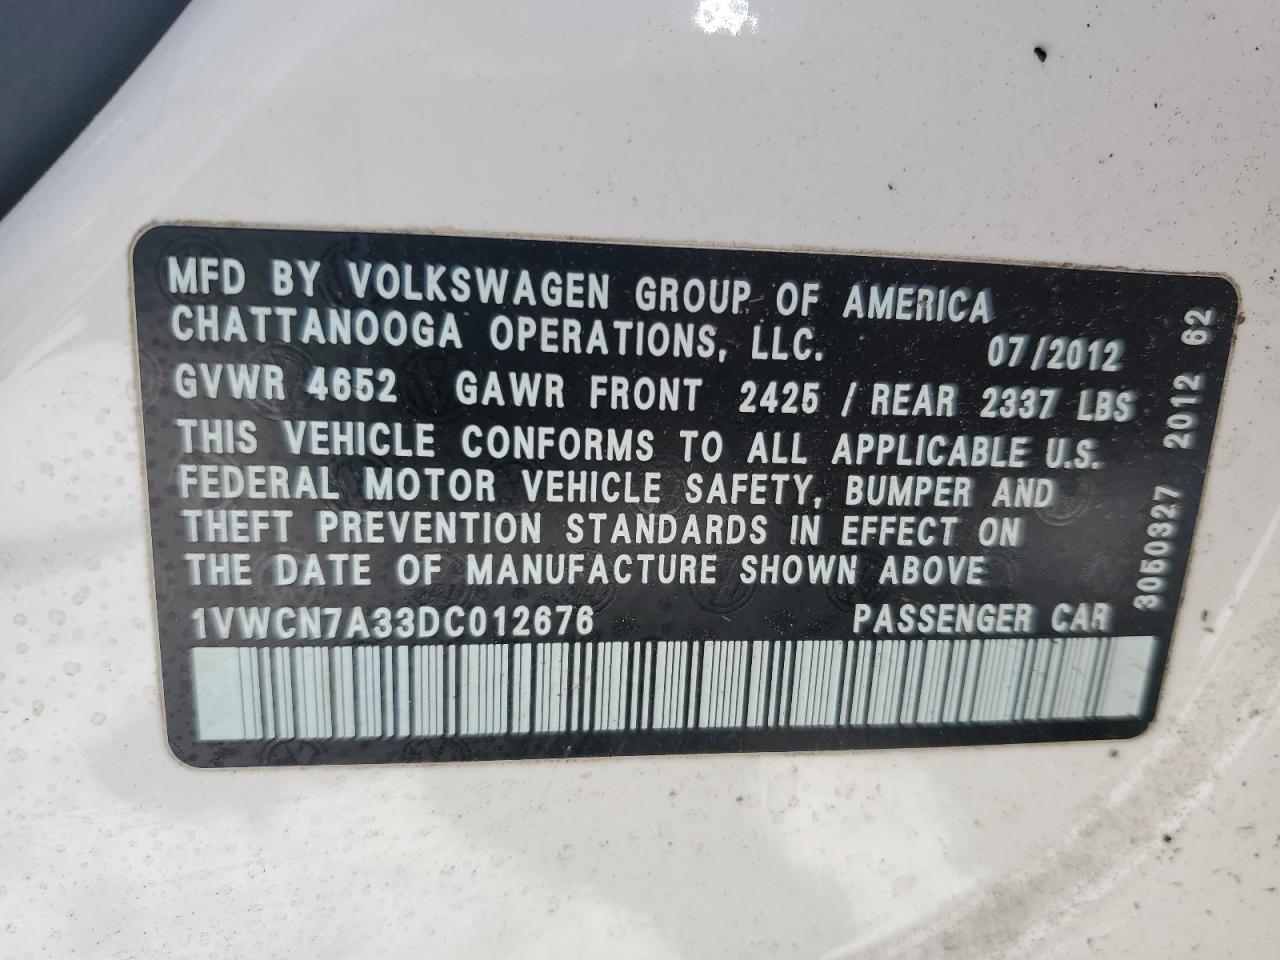 MFD BY VOLKSWAGEN GROUP OF AMERICA
CHATTANOOGA OPERATIONS, LLC. 07/2012
GVWR 4652 GAWR FRONT 2425 / REAR 2337 LBS
THIS VEHICLE CONFORMS TO ALL APPLICABLE U.S.
FEDERAL MOTOR VEHICLE SAFETY, BUMPER AND
THEFT PREVENTION STANDARDS IN EFFECT ON
THE DATE OF MANUFACTURE SHOWN ABOVE
1VWCN7A33DC012676 PASSENGER CAR
3050327 2012 62